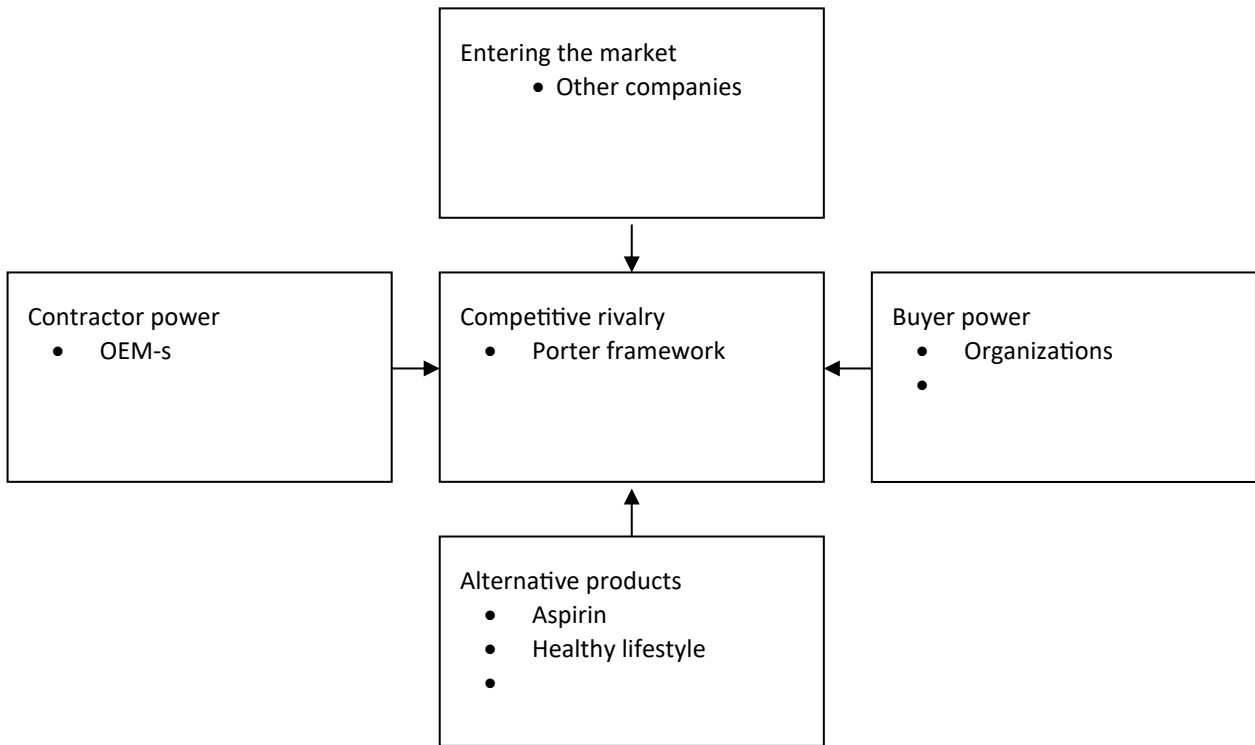 Entering the market
• Other companies
Contractor power
• OEM-s
Competitive rivalry
• Porter framework
Buyer power
• Organizations
•
Alternative products
• Aspirin
• Healthy lifestyle
•